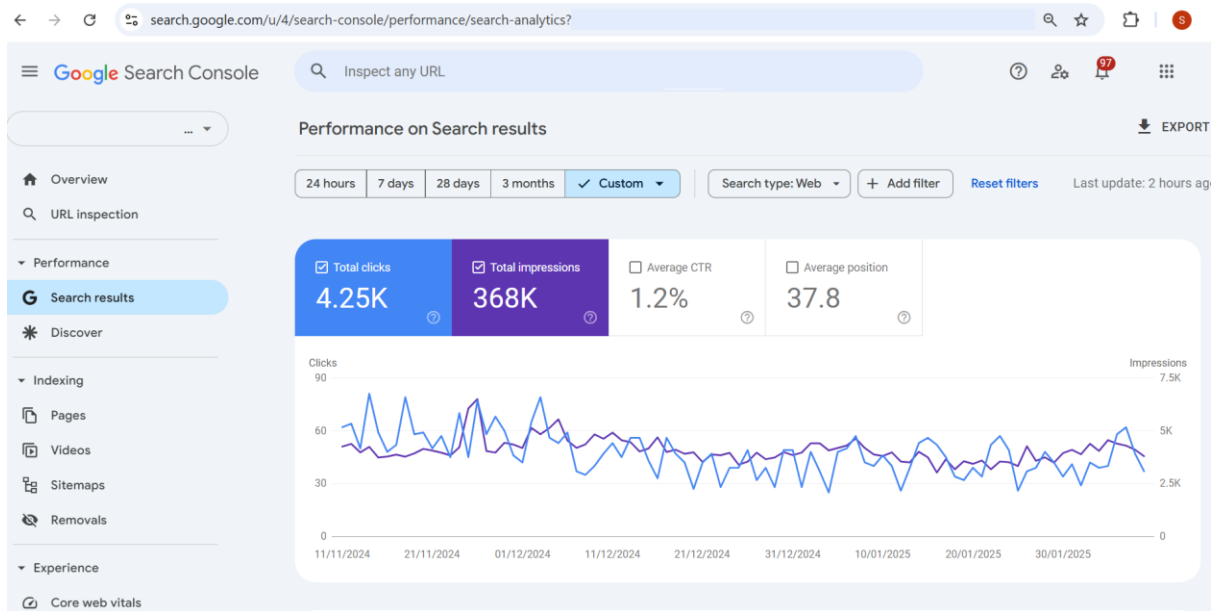 search.google.com/u/4/search-console/performance/search-analytics?
S
Google Search Console
Inspect any URL
97
...
Performance on Search results
EXPORT
Overview
URL inspection
Performance
Search results
Discover
Indexing
Pages
Videos
Sitemaps
Removals
Experience
Core web vitals
24 hours
7 days
28 days
3 months
Custom
Search type: Web
Add filter
Reset filters
Last update: 2 hours ag
Total clicks
4.25K
Total impressions
368K
Average CTR
1.2%
Average position
37.8
Clicks
Impressions
90
60
30
0
7.5K
5K
2.5K
0
11/11/2024 21/11/2024 01/12/2024 11/12/2024 21/12/2024 31/12/2024 10/01/2025 20/01/2025 30/01/2025